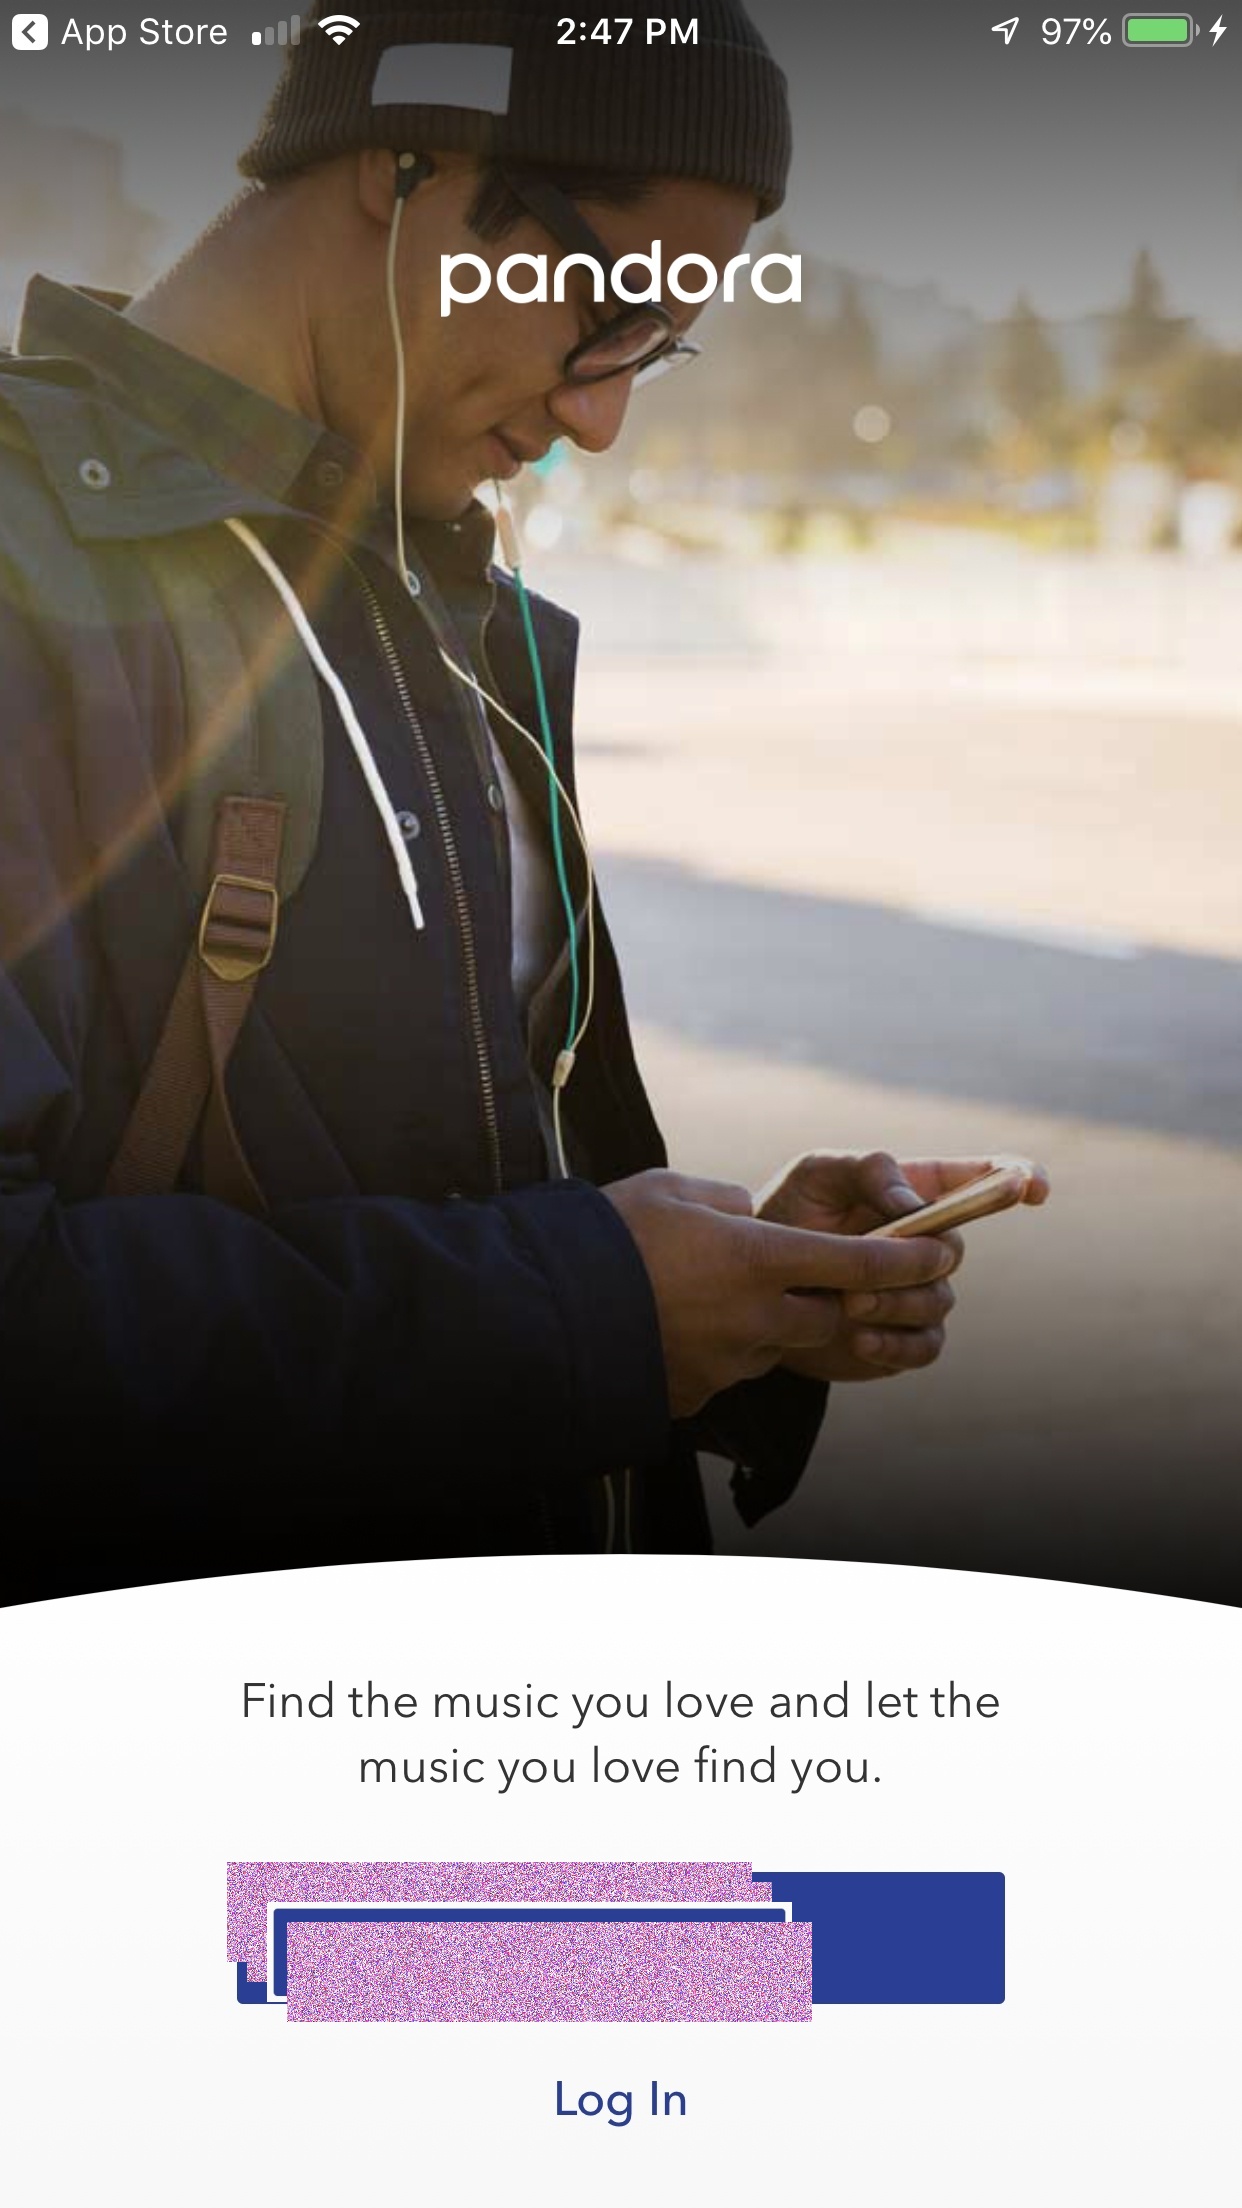 App Store
2:47 PM
97%
pandora
Find the music you love and let the
music you love find you.
Log In